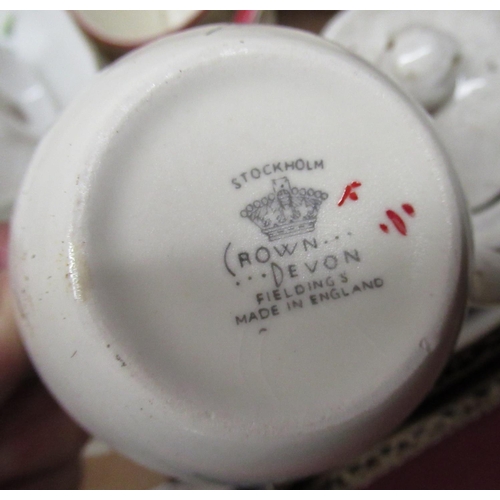 STOCKHOLM
F
CROWN...
...DEVON
FIELDING'S
MADE IN ENGLAND